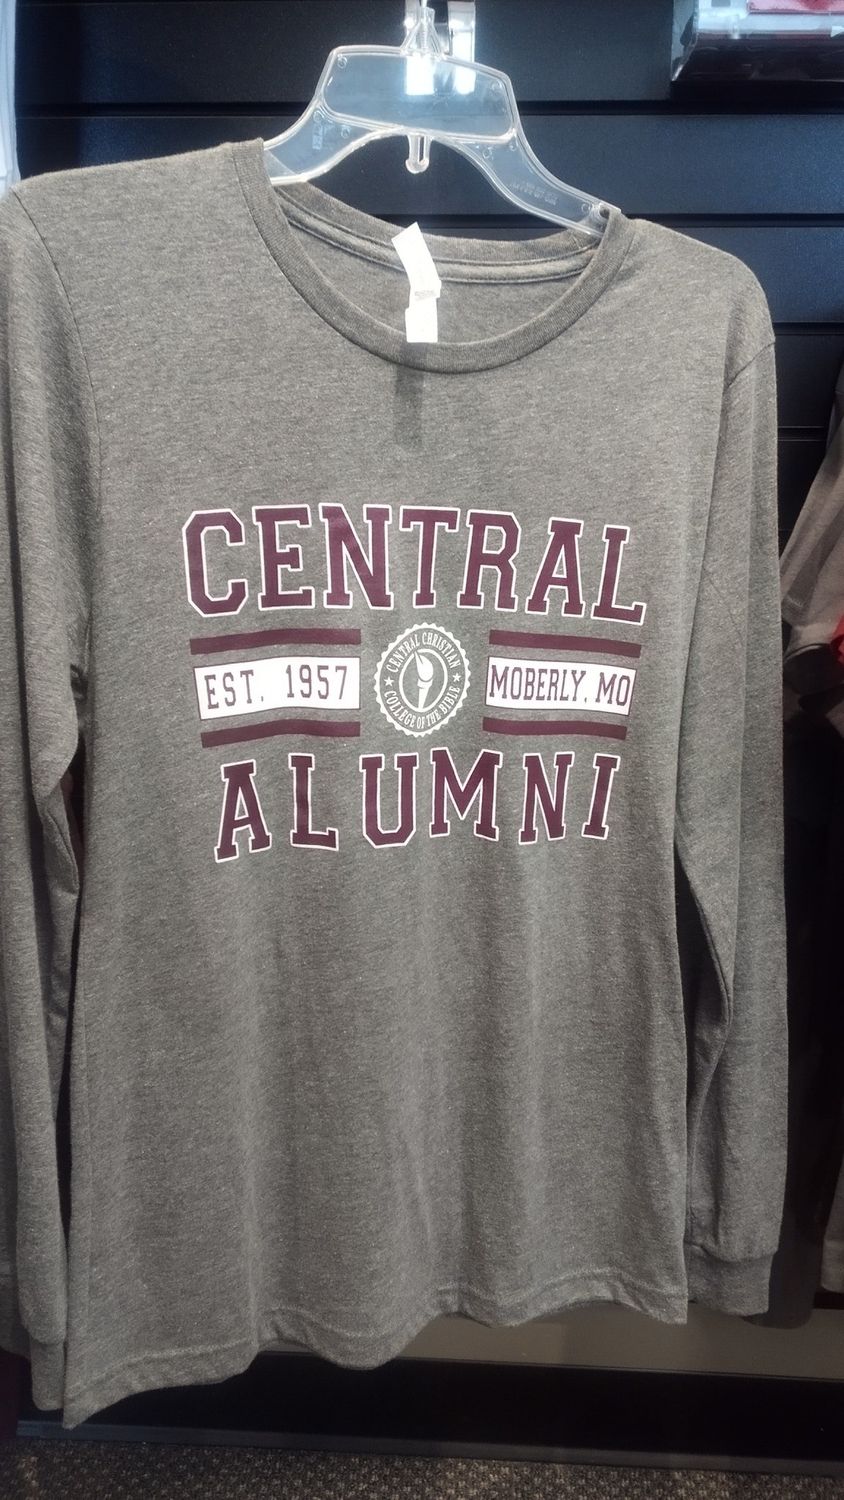 CENTRAL
EST. 1957
CENTRAL CHRISTIAN
COLLEGE OF THE BIBLE
MOBERLY, MO
ALUMNI